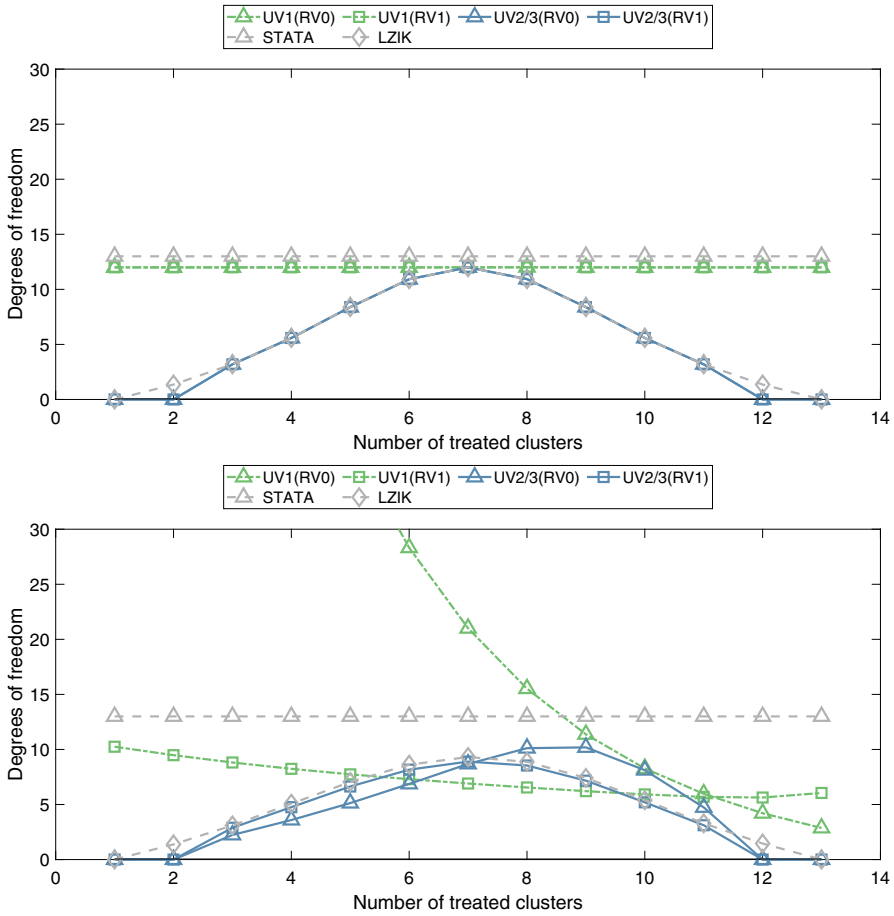 UV1(RV0) UV1(RV1) UV2/3(RV0) UV2/3(RV1)
STATA LZIK
30
25
20
15
10
5
0
Degrees of freedom
0 2 4 6 8 10 12 14
Number of treated clusters
UV1(RV0) UV1(RV1) UV2/3(RV0) UV2/3(RV1)
STATA LZIK
30
25
20
15
10
5
0
Degrees of freedom
0 2 4 6 8 10 12 14
Number of treated clusters